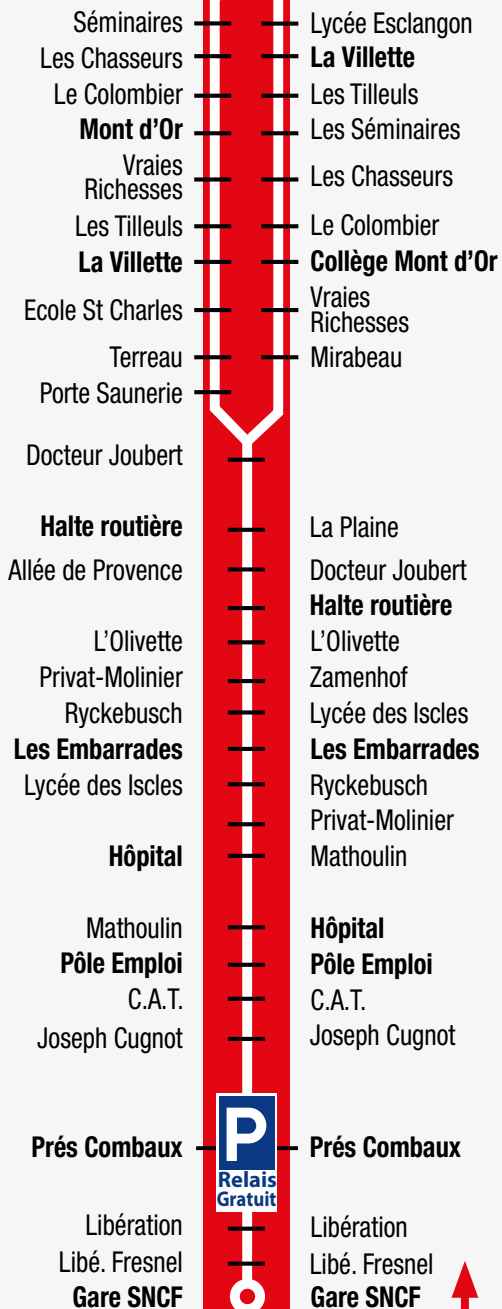 Séminaires
Les Chasseurs
Le Colombier
Mont d'Or
Vraies
Richesses
Les Tilleuls
La Villette
Ecole St Charles
Terreau
Porte Saunerie
Docteur Joubert
Halte routière
Allée de Provence
L'Olivette
Privat-Molinier
Ryckebusch
Les Embarrades
Lycée des Iscles
Hôpital
Mathoulin
Pôle Emploi
C.A.T.
Joseph Cugnot
Prés Combaux
Libération
Libé. Fresnel
Gare SNCF
P
Relais
Gratuit
Lycée Esclangon
La Villette
Les Tilleuls
Les Séminaires
Les Chasseurs
Le Colombier
Collège Mont d'Or
Vraies
Richesses
Mirabeau
La Plaine
Docteur Joubert
Halte routière
L'Olivette
Zamenhof
Lycée des Iscles
Les Embarrades
Ryckebusch
Privat-Molinier
Mathoulin
Hôpital
Pôle Emploi
C.A.T.
Joseph Cugnot
Prés Combaux
Libération
Libé. Fresnel
Gare SNCF